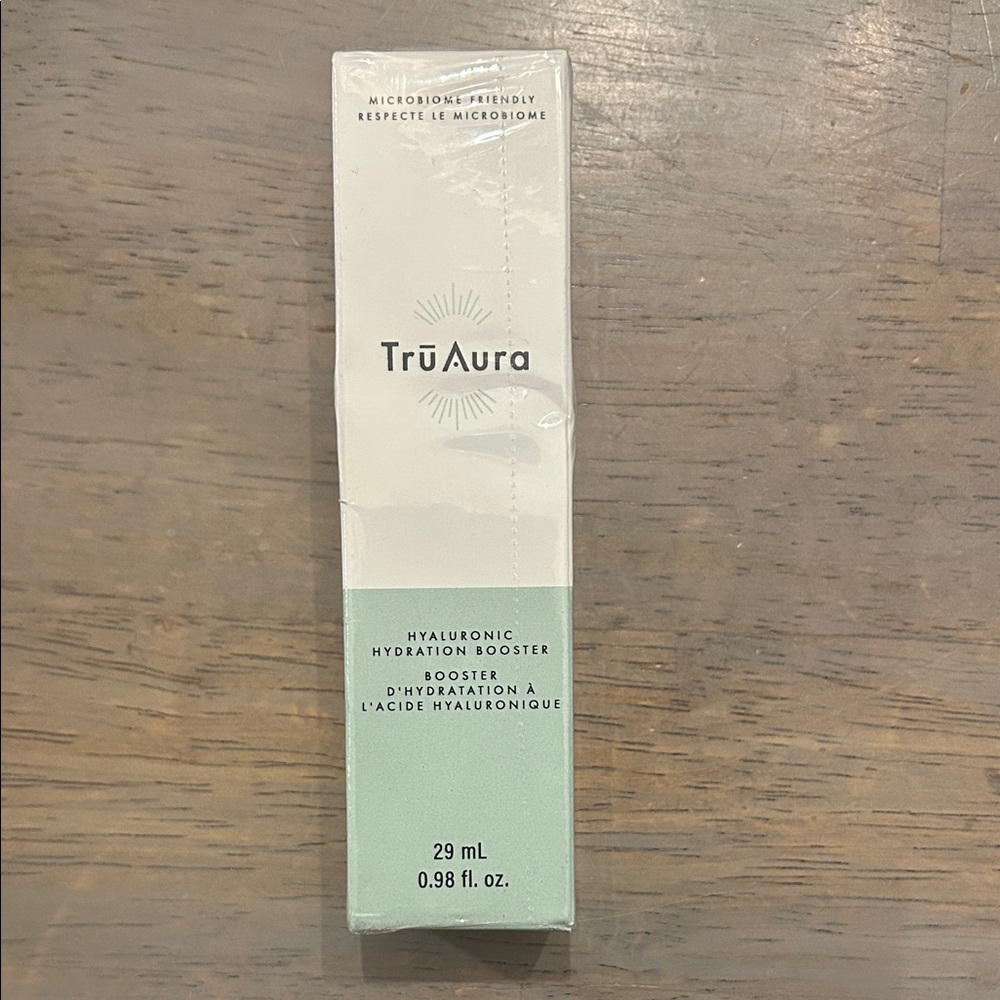 MICROBIOME FRIENDLY
RESPECTE LE MICROBIOME
TrūAura
HYALURONIC
HYDRATION BOOSTER
BOOSTER
D'HYDRATATION À
L'ACIDE HYALURONIQUE
29 mL
0.98 fl. oz.